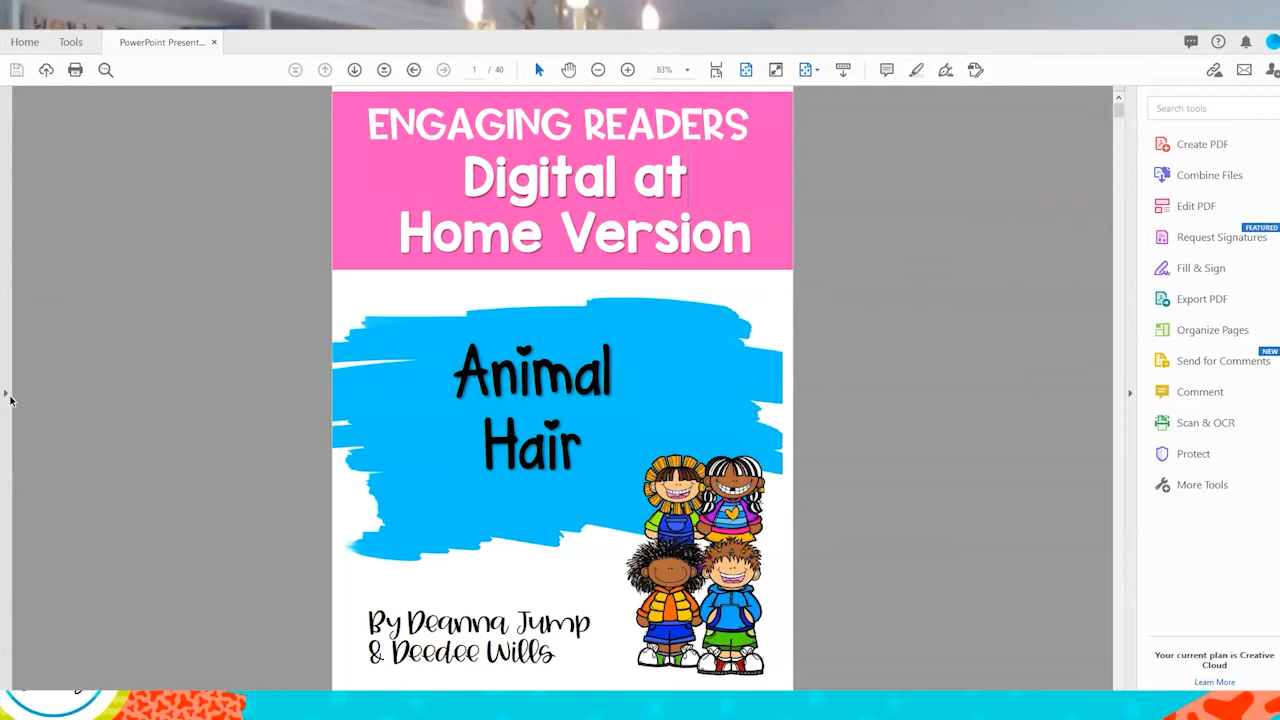 Home Tools PowerPoint Present... ×
1 / 40 83%
ENGAGING READERS
Digital at
Home Version
Animal
Hair
By Deanna Jump
& Deedee Wills
Search tools
Create PDF
Combine Files
Edit PDF
FEATURED
Request Signatures
Fill & Sign
Export PDF
Organize Pages
NEW
Send for Comments
Comment
Scan & OCR
Protect
More Tools
Your current plan is Creative
Cloud
Learn More